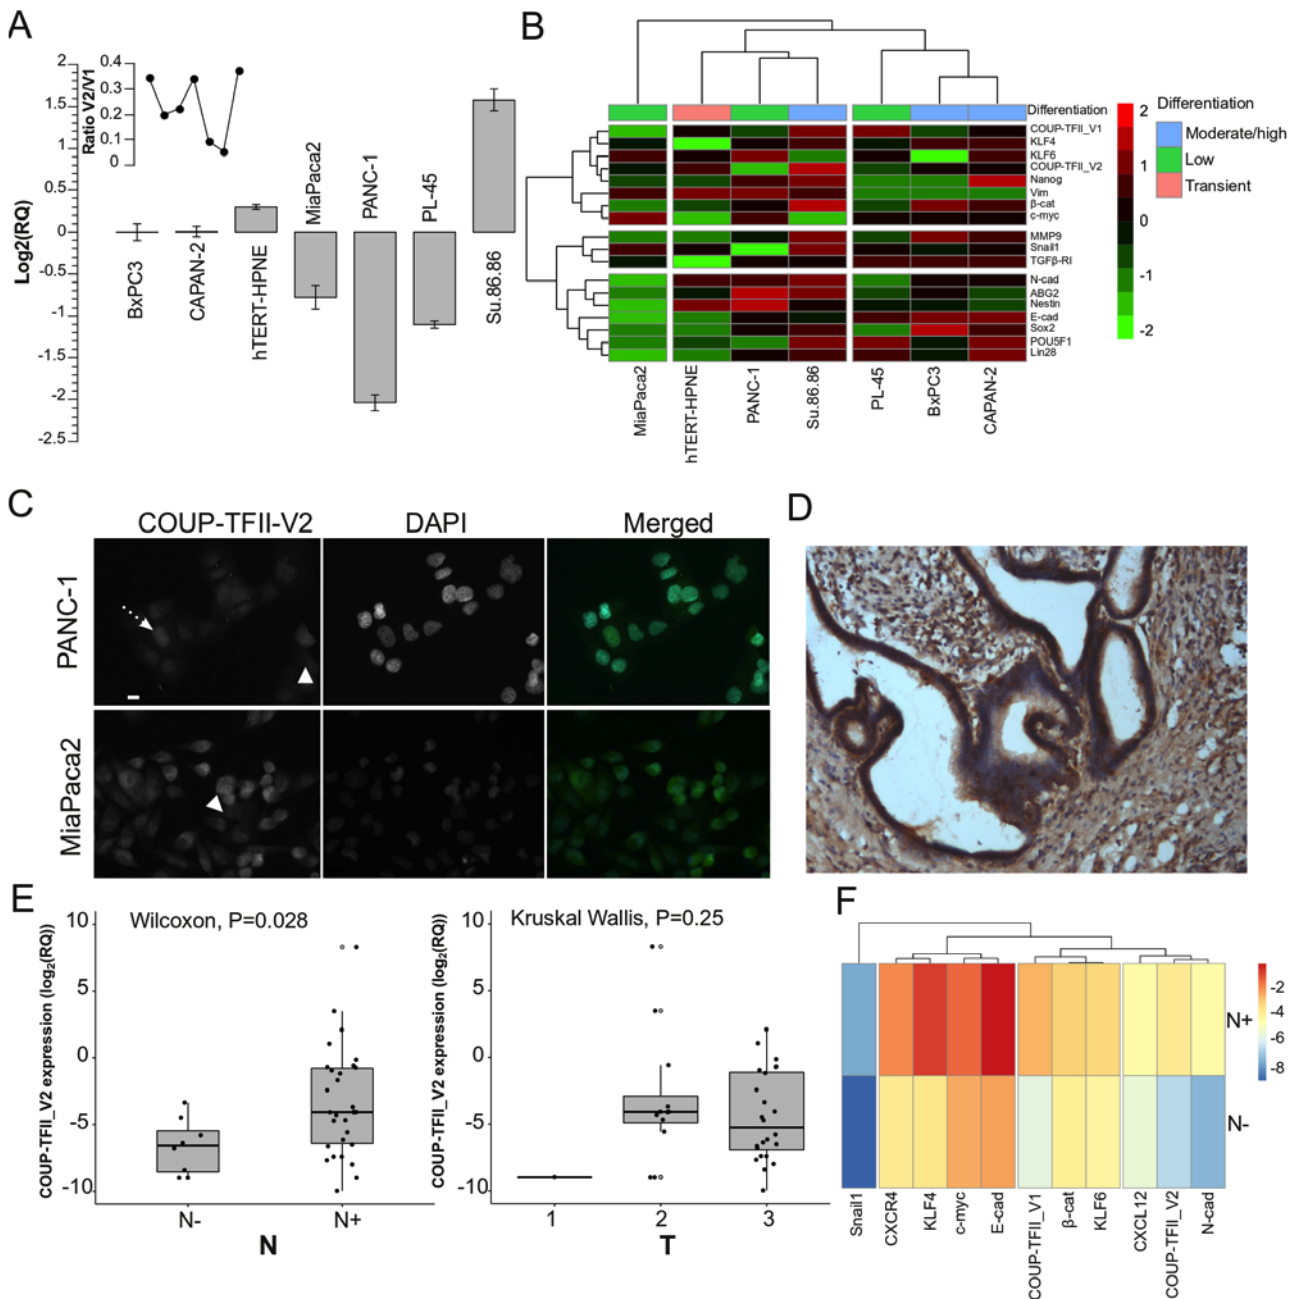 A
Log2(RQ)
2
1.5
1
0.5
0
-0.5
-1
-1.5
-2
-2.5
Ratio V2/V1
0.4
0.3
0.2
0.1
0
BxPC3
CAPAN-2
hTERT-HPNE
MiaPaca2
PANC-1
PL-45
Su.86.86
B
Differentiation
COUP-TFII_V1
KLF4
KLF6
COUP-TFII_V2
Nanog
Vim
β-cat
c-myc
MMP9
Snail1
TGFβ-RI
N-cad
ABG2
Nestin
E-cad
Sox2
POU5F1
Lin28
MiaPaca2
hTERT-HPNE
PANC-1
Su.86.86
PL-45
BxPC3
CAPAN-2
2
1
0
-1
-2
Differentiation
Moderate/high
Low
Transient
C
COUP-TFII-V2 DAPI Merged
PANC-1
MiaPaca2
D
E
COUP-TFII_V2 expression (log2(RQ))
Wilcoxon, P=0.028
10
5
0
-5
-10
N- N+
N
COUP-TFII_V2 expression (log2(RQ))
Kruskal Wallis, P=0.25
10
5
0
-5
-10
1 2 3
T
F
N+
N-
-2
-4
-6
-8
Snail1
CXCR4
KLF4
c-myc
E-cad
COUP-TFII_V1
β-cat
KLF6
CXCL12
COUP-TFII_V2
N-cad